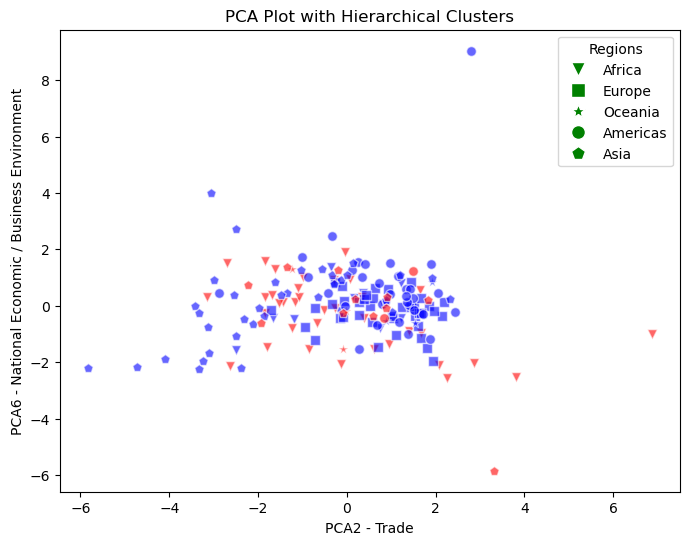 PCA Plot with Hierarchical Clusters
Regions
Africa
Europe
Oceania
Americas
Asia
8
6
4
2
0
−2
−4
−6
PCA6 - National Economic / Business Environment
−6
−4
−2
0
2
4
6
PCA2 - Trade